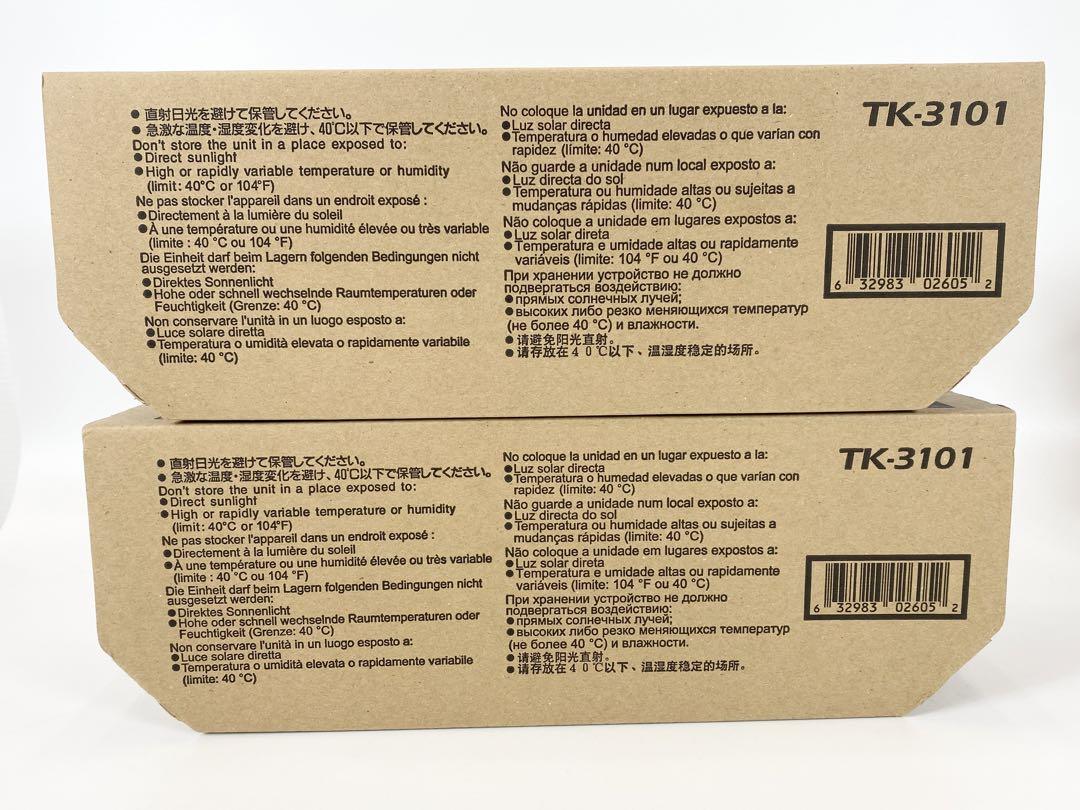 ● 直射日光を避けて保管してください。
● 急激な温度・湿度変化を避け、40℃以下で保管してください。
Don't store the unit in a place exposed to:
● Direct sunlight
● High or rapidly variable temperature or humidity
(limit: 40°C or 104°F)
Ne pas stocker l'appareil dans un endroit exposé :
● Directement à la lumière du soleil
● À une température ou une humidité élevée ou très variable
(limite : 40 °C ou 104 °F)
Die Einheit darf beim Lagern folgenden Bedingungen nicht
ausgesetzt werden:
● Direktes Sonnenlicht
● Hohe oder schnell wechselnde Raumtemperaturen oder
Feuchtigkeit (Grenze: 40 °C)
Non conservare l'unità in un luogo esposto a:
● Luce solare diretta
● Temperatura o umidità elevata o rapidamente variabile
(limite: 40 °C)
No coloque la unidad en un lugar expuesto a la:
● Luz solar directa
● Temperatura o humedad elevadas o que varían con
rapidez (límite: 40 °C)
Não guarde a unidade num local exposto a:
● Luz directa do sol
● Temperatura ou humidade altas ou sujeitas a
mudanças rápidas (limite: 40 °C)
Não coloque a unidade em lugares expostos a:
● Luz solar direta
● Temperatura e umidade altas ou rapidamente
variáveis (limite: 104 °F ou 40 °C)
При хранении устройство не должно
подвергаться воздействию:
● прямых солнечных лучей;
● высоких либо резко меняющихся температур
(не более 40 °C) и влажности.
● 请避免阳光直射。
● 请存放在４０℃以下、温湿度稳定的场所。
TK-3101
6 32983 02605 2
● 直射日光を避けて保管してください。
● 急激な温度・湿度変化を避け、40℃以下で保管してください。
Don't store the unit in a place exposed to:
● Direct sunlight
● High or rapidly variable temperature or humidity
(limit: 40°C or 104°F)
Ne pas stocker l'appareil dans un endroit exposé :
● Directement à la lumière du soleil
● À une température ou une humidité élevée ou très variable
(limite : 40 °C ou 104 °F)
Die Einheit darf beim Lagern folgenden Bedingungen nicht
ausgesetzt werden:
● Direktes Sonnenlicht
● Hohe oder schnell wechselnde Raumtemperaturen oder
Feuchtigkeit (Grenze: 40 °C)
Non conservare l'unità in un luogo esposto a:
● Luce solare diretta
● Temperatura o umidità elevata o rapidamente variabile
(limite: 40 °C)
No coloque la unidad en un lugar expuesto a la:
● Luz solar directa
● Temperatura o humedad elevadas o que varían con
rapidez (límite: 40 °C)
Não guarde a unidade num local exposto a:
● Luz directa do sol
● Temperatura ou humidade altas ou sujeitas a
mudanças rápidas (limite: 40 °C)
Não coloque a unidade em lugares expostos a:
● Luz solar direta
● Temperatura e umidade altas ou rapidamente
variáveis (limite: 104 °F ou 40 °C)
При хранении устройство не должно
подвергаться воздействию:
● прямых солнечных лучей;
● высоких либо резко меняющихся температур
(не более 40 °C) и влажности.
● 请避免阳光直射。
● 请存放在４０℃以下、温湿度稳定的场所。
TK-3101
6 32983 02605 2